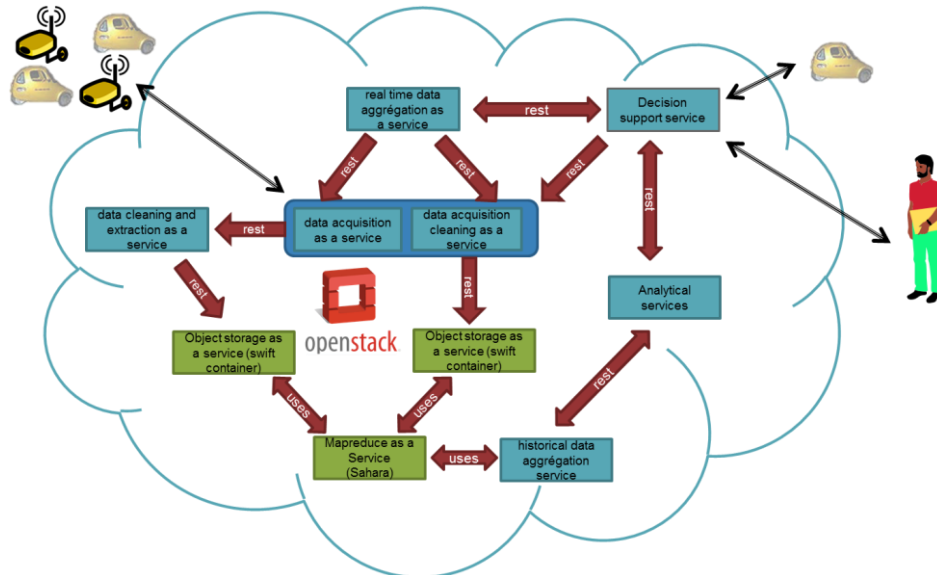 real time data
aggrégation as
a service
rest
Decision
support service
rest
rest
rest
rest
data cleaning and
extraction as a
service
rest
data acquisition
as a service
data acquisition
cleaning as a
service
rest
rest
Analytical
services
openstack
Object storage as
a service (swift
container)
Object storage as
a service (swift
container)
rest
uses
uses
Mapreduce as a
Service
(Sahara)
uses
historical data
aggrégation
service